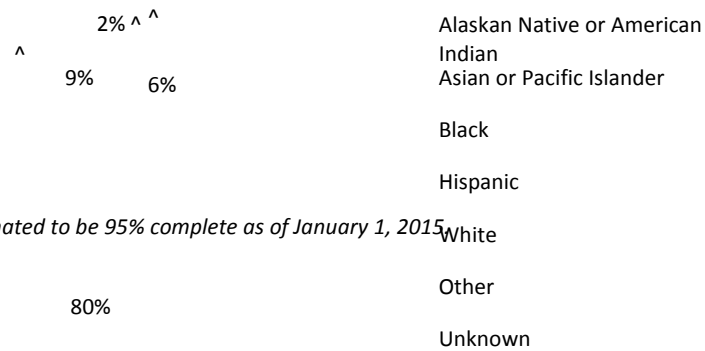 2% ^ ^
^
9%
6%
Alaskan Native or American
Indian
Asian or Pacific Islander
Black
Hispanic
ated to be 95% complete as of January 1, 2015.
White
Other
80%
Unknown